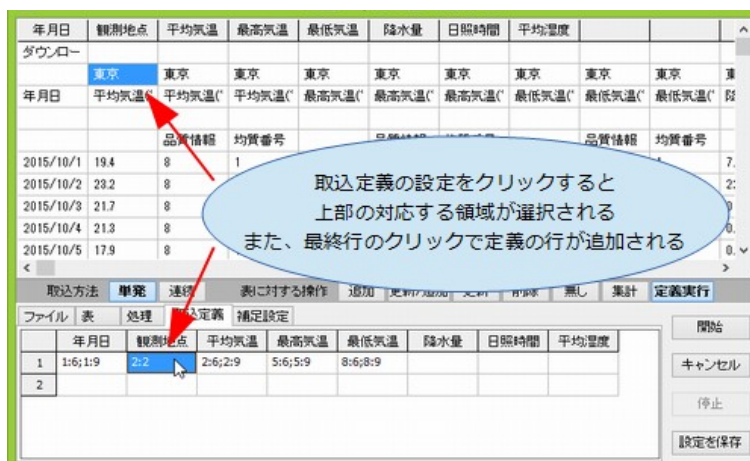 年月日 観測地点 平均気温 最高気温 最低気温 降水量 日照時間 平均湿度
ダウンロー
東京 東京 東京 東京 東京 東京 東京 東京 東京
年月日 平均気温(° 平均気温(° 平均気温(° 最高気温(° 最高気温(° 最高気温(° 最低気温(° 最低気温(° 最低気温(°
品質情報 均質番号 品質情報 均質番号
2015/10/1 19.4 8 1 7.
2015/10/2 23.2 8 2:
2015/10/3 21.7 8
2015/10/4 21.3 8 0.
2015/10/5 17.9 8 0.
取込定義の設定をクリックすると
上部の対応する領域が選択される
また、最終行のクリックで定義の行が追加される
取込方法 単発 連続 表に対する操作 追加 更新/追加 更新 削除 無し 集計 定義実行
ファイル 表 処理 取込定義 補足設定
年月日 観測地点 平均気温 最高気温 最低気温 降水量 日照時間 平均湿度
1 1:6;1:9 2:2 2:6;2:9 5:6;5:9 8:6;8:9
2
開始
キャンセル
停止
設定を保存